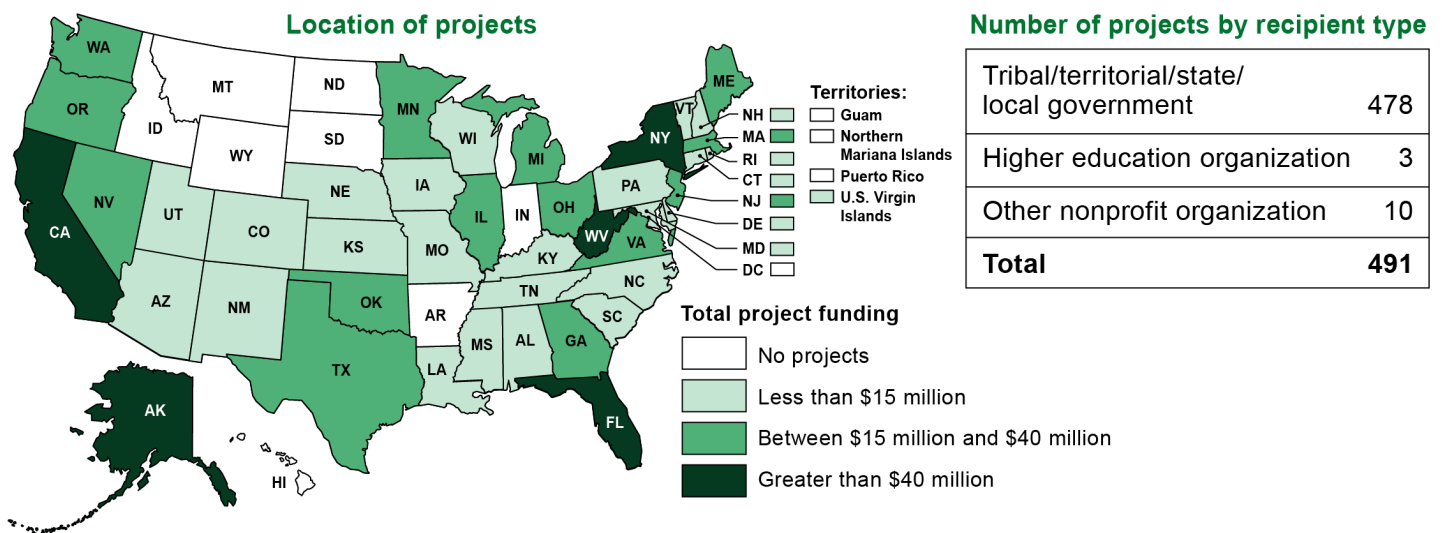 Location of projects
WA
OR
CA
NV
ID
MT
WY
UT
AZ
CO
NM
ND
SD
NE
KS
OK
TX
MN
IA
MO
AR
LA
WI
IL
MI
IN
OH
KY
TN
MS
AL
GA
FL
SC
NC
VA
WV
PA
NY
VT
ME
AK
HI
NH
MA
RI
CT
NJ
DE
MD
DC
Territories:
Guam
Northern
Mariana Islands
Puerto Rico
U.S. Virgin
Islands
Total project funding
No projects
Less than $15 million
Between $15 million and $40 million
Greater than $40 million
Number of projects by recipient type
Tribal/territorial/state/
local government 478
Higher education organization 3
Other nonprofit organization 10
Total 491